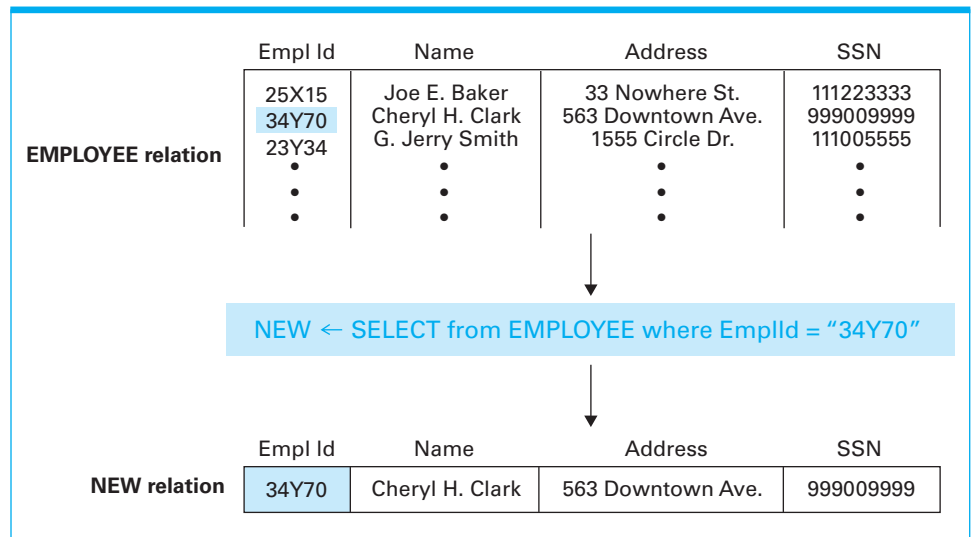 Empl Id Name Address SSN
25X15 Joe E. Baker 33 Nowhere St. 111223333
34Y70 Cheryl H. Clark 563 Downtown Ave. 999009999
23Y34 G. Jerry Smith 1555 Circle Dr. 111005555
EMPLOYEE relation
NEW ← SELECT from EMPLOYEE where EmplId = “34Y70”
Empl Id Name Address SSN
NEW relation 34Y70 Cheryl H. Clark 563 Downtown Ave. 999009999